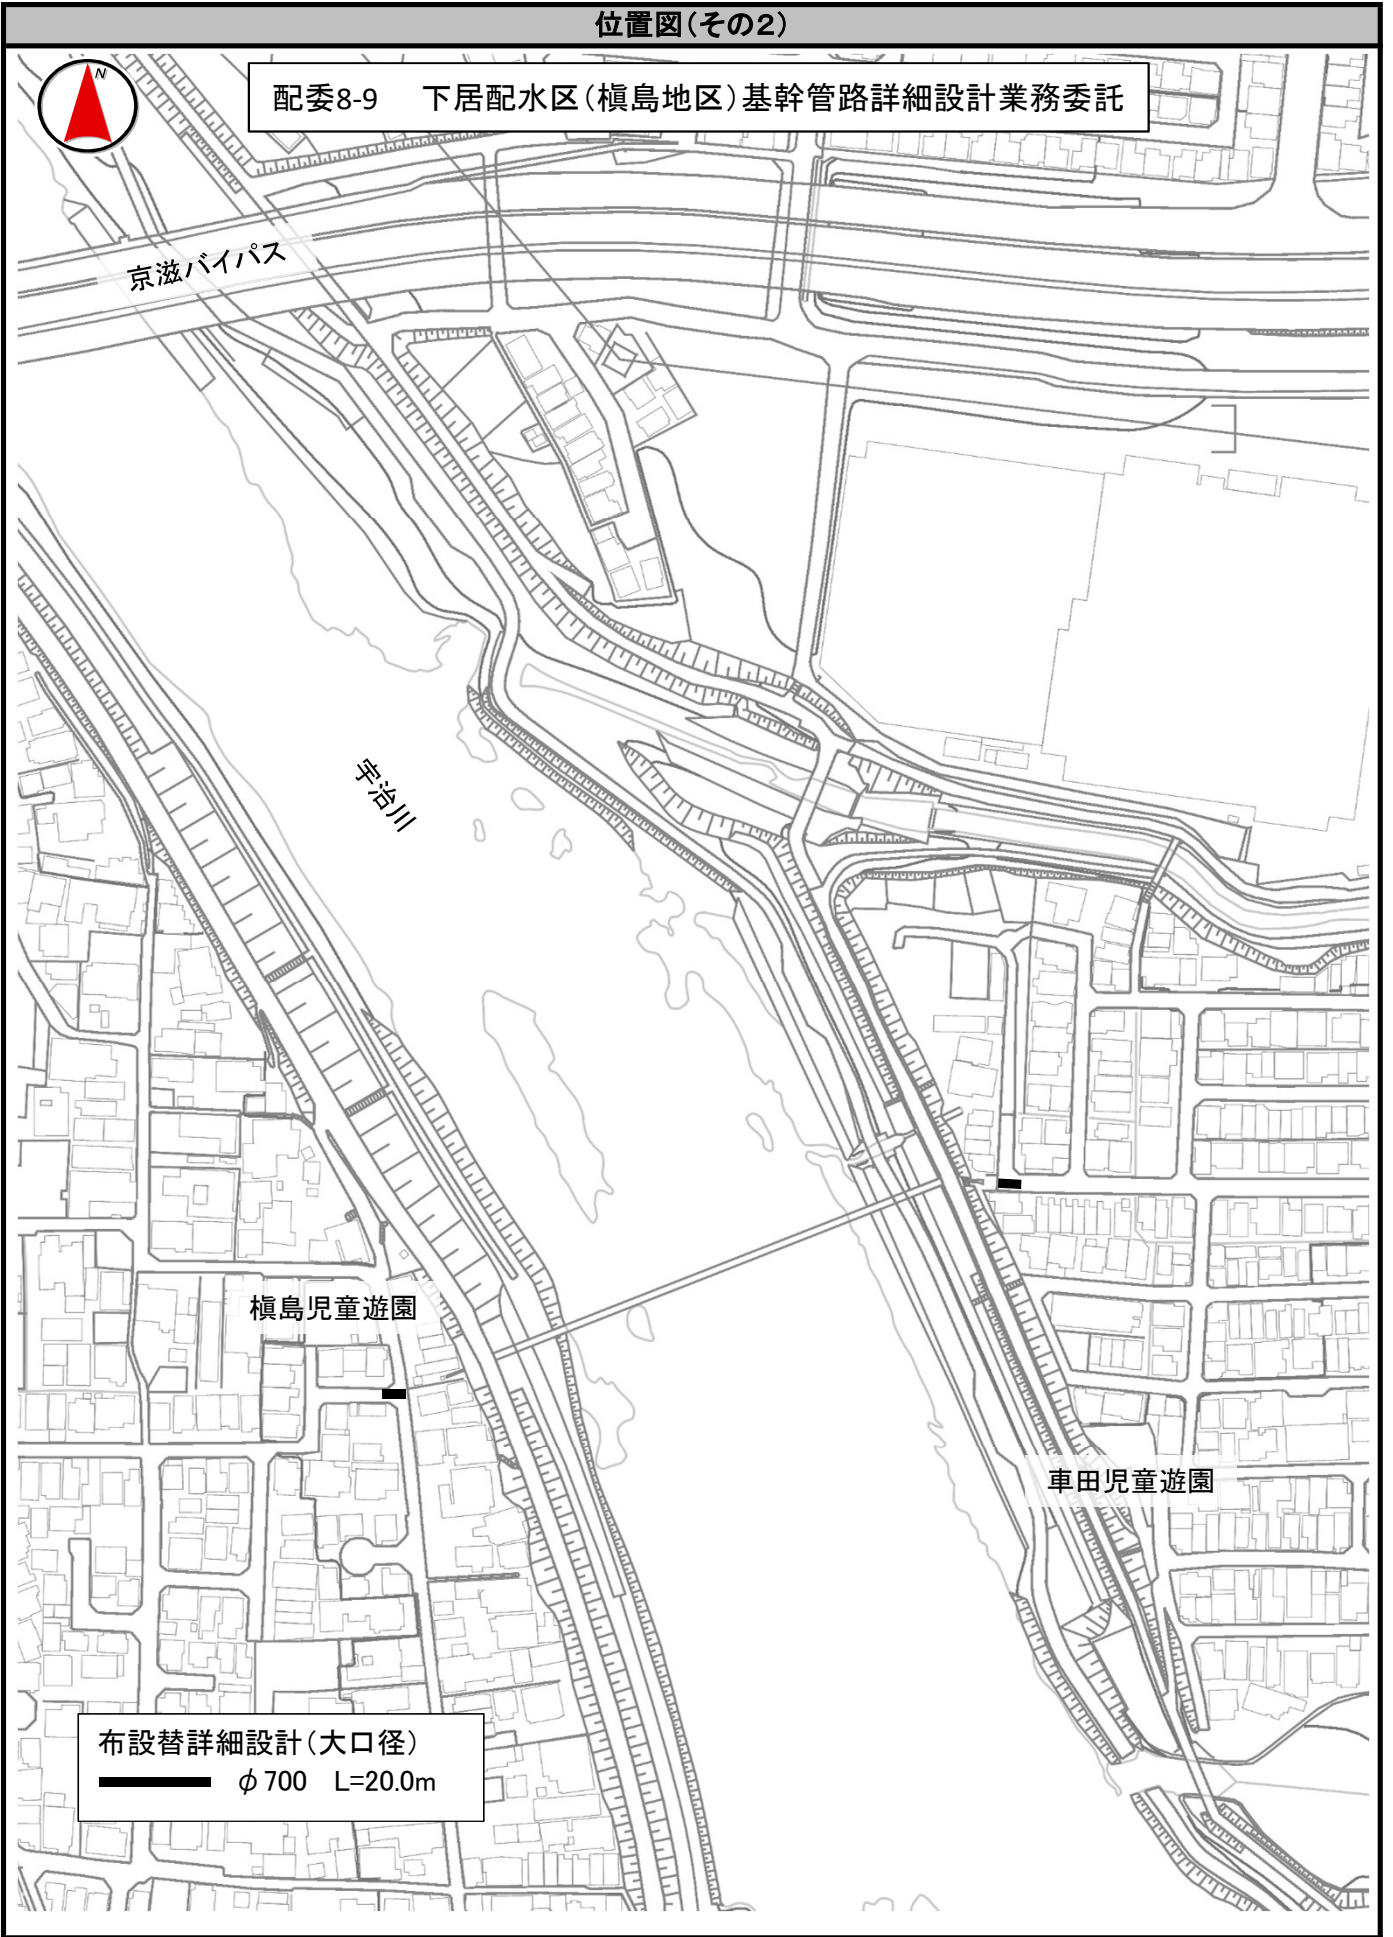 位置図(その2)
N
配委8-9 下居配水区(槇島地区)基幹管路詳細設計業務委託
京滋バイパス
宇治川
槇島児童遊園
車田児童遊園
布設替詳細設計(大口径)
φ700 L=20.0m